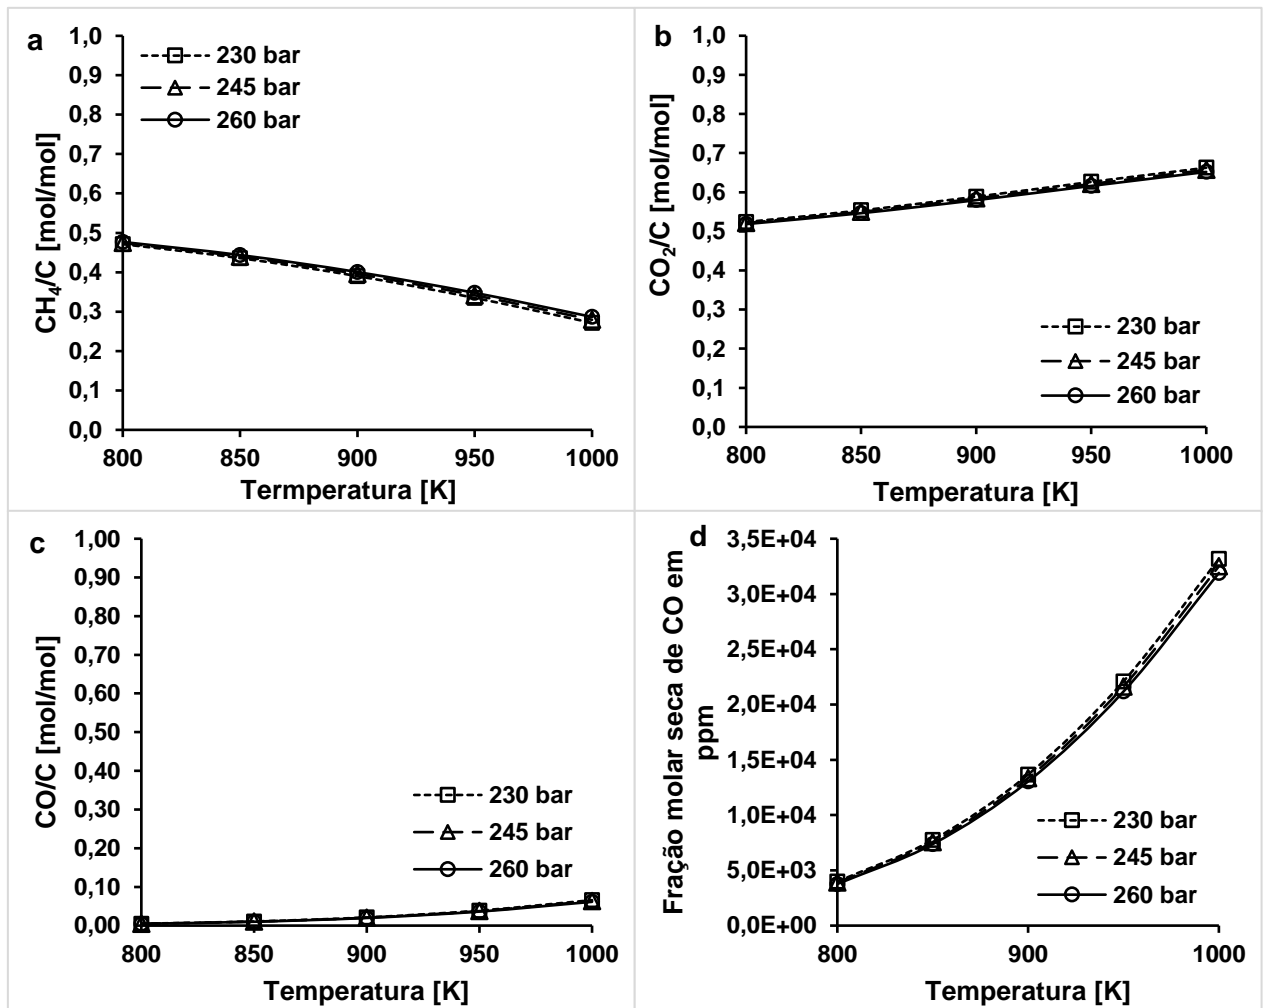 a
1,0
0,9
0,8
0,7
0,6
0,5
0,4
0,3
0,2
0,1
0,0
CH₄/C [mol/mol]
230 bar
245 bar
260 bar
800
850
900
950
1000
Termperatura [K]
b
1,0
0,9
0,8
0,7
0,6
0,5
0,4
0,3
0,2
0,1
0,0
CO₂/C [mol/mol]
230 bar
245 bar
260 bar
800
850
900
950
1000
Temperatura [K]
c
1,00
0,90
0,80
0,70
0,60
0,50
0,40
0,30
0,20
0,10
0,00
CO/C [mol/mol]
230 bar
245 bar
260 bar
800
850
900
950
1000
Temperatura [K]
d
3,5E+04
3,0E+04
2,5E+04
2,0E+04
1,5E+04
1,0E+04
5,0E+03
0,0E+00
Fração molar seca de CO em
ppm
230 bar
245 bar
260 bar
800
900
1000
Temperatura [K]